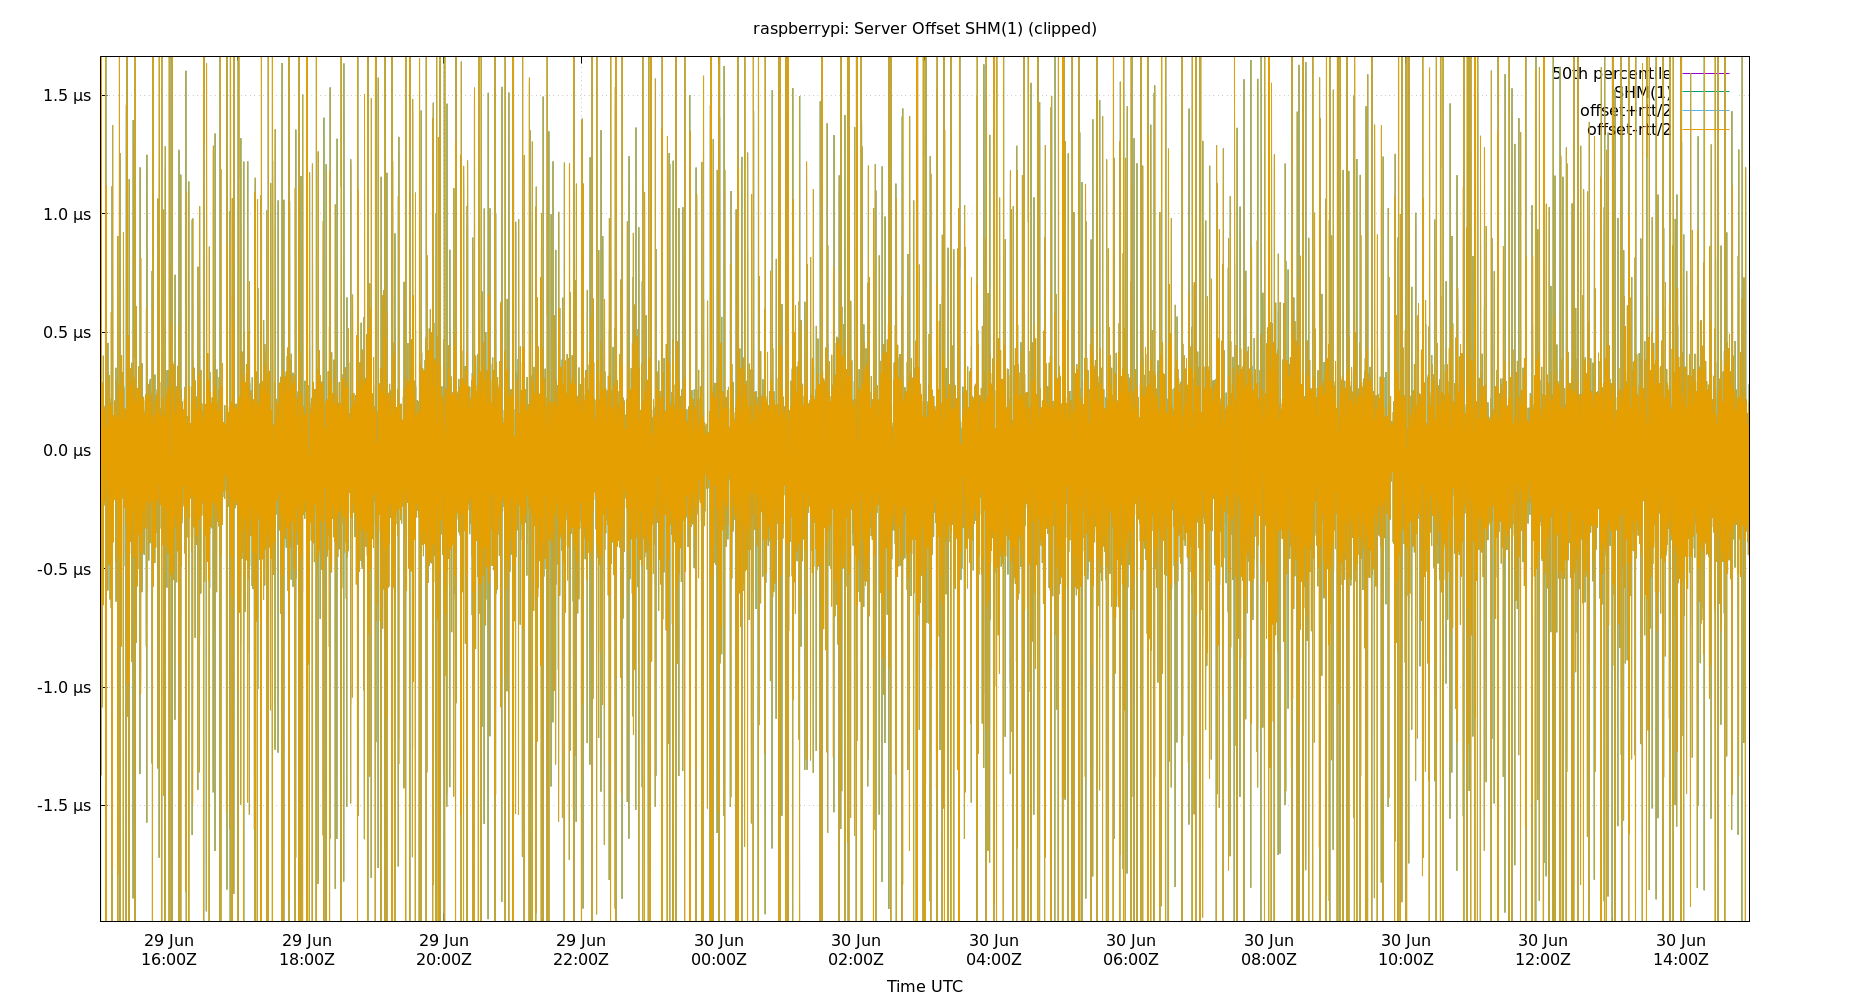 raspberrypi: Server Offset SHM(1) (clipped)
50th percentile
SHM(1)
offset+rtt/2
offset-rtt/2
1.5 µs
1.0 µs
0.5 µs
0.0 µs
-0.5 µs
-1.0 µs
-1.5 µs
29 Jun 29 Jun 29 Jun 29 Jun 30 Jun 30 Jun 30 Jun 30 Jun 30 Jun 30 Jun 30 Jun 30 Jun
16:00Z 18:00Z 20:00Z 22:00Z 00:00Z 02:00Z 04:00Z 06:00Z 08:00Z 10:00Z 12:00Z 14:00Z
Time UTC